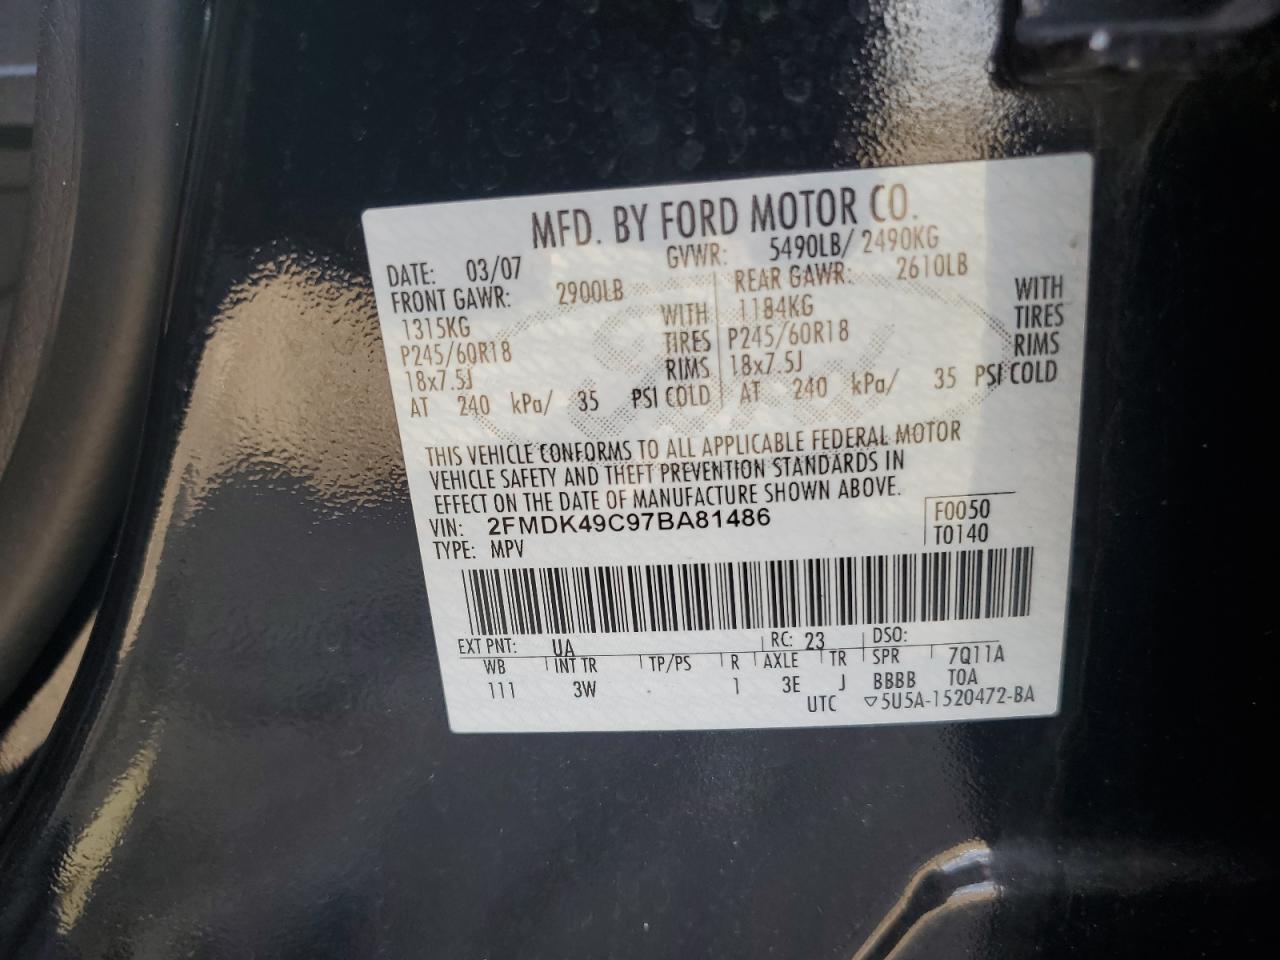 MFD. BY FORD MOTOR CO.
DATE: 03/07 GVWR: 5490LB/ 2490KG
FRONT GAWR: 2900LB REAR GAWR: 2610LB
1315KG WITH 1184KG WITH
P245/60R18 TIRES P245/60R18 TIRES
18x7.5J RIMS 18x7.5J RIMS
AT 240 kPa/ 35 PSI COLD AT 240 kPa/ 35 PSI COLD
THIS VEHICLE CONFORMS TO ALL APPLICABLE FEDERAL MOTOR
VEHICLE SAFETY AND THEFT PREVENTION STANDARDS IN
EFFECT ON THE DATE OF MANUFACTURE SHOWN ABOVE.
VIN: 2FMDK49C97BA81486 F0050
TYPE: MPV T0140
EXT PNT: UA RC: 23 DSO:
WB INT TR TP/PS R AXLE TR SPR 7Q11A
111 3W 1 3E J BBBB TOA
UTC ▽5U5A-1520472-BA